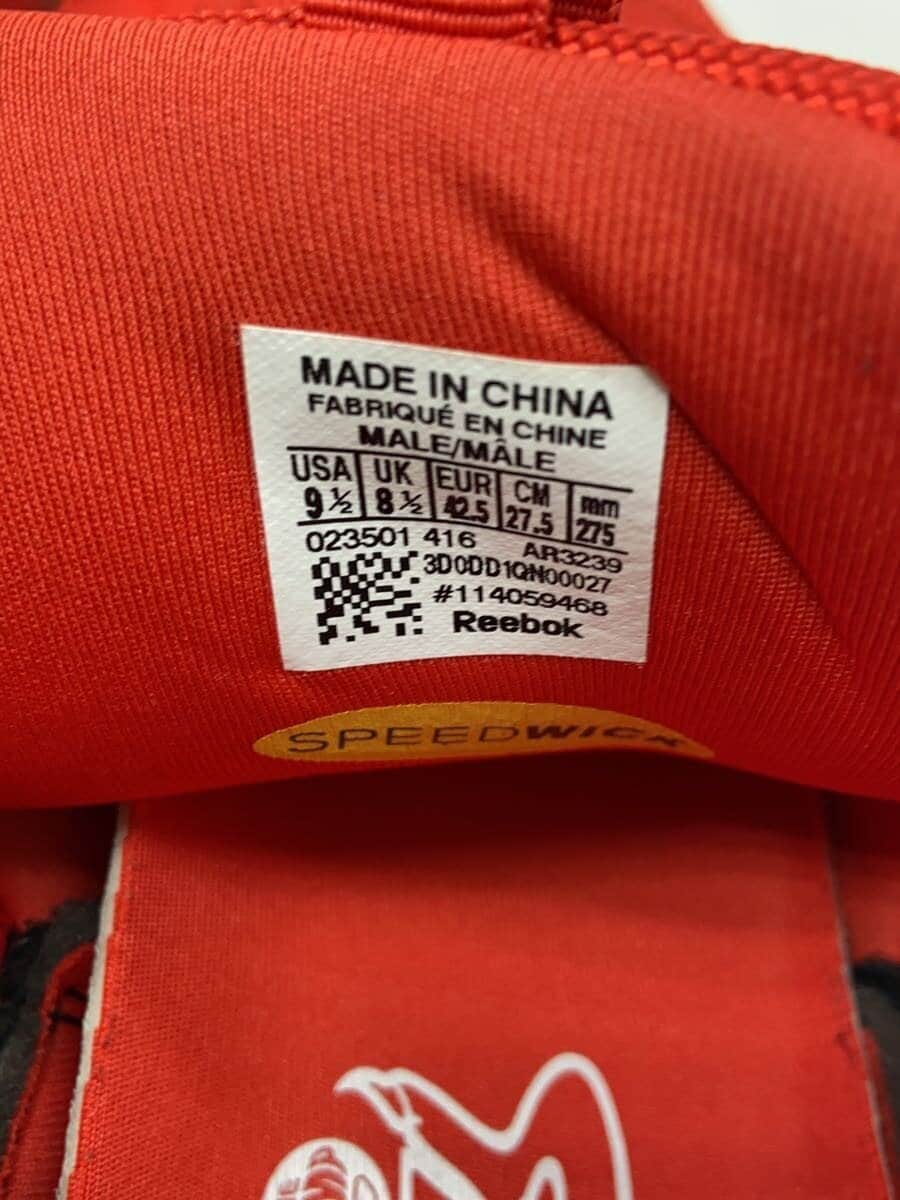 MADE IN CHINA
FABRIQUÉ EN CHINE
MALE/MÂLE
USA UK EUR CM mm
9½ 8½ 42.5 27.5 275
023501 416 AR3239
3D0DD1QN00027
#114059468
Reebok
SPEEDWICK